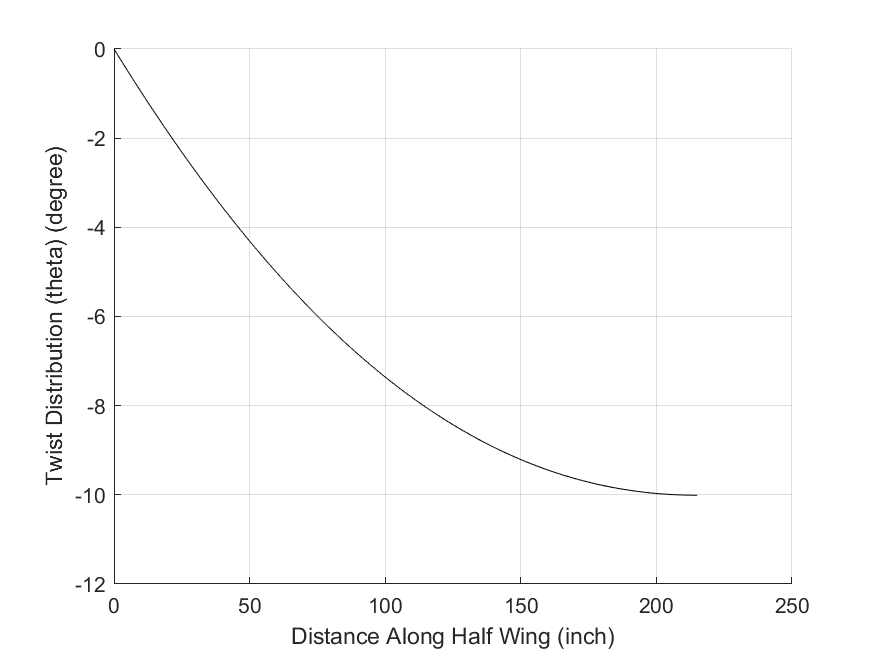 0
-2
-4
-6
-8
-10
-12
0 50 100 150 200 250
Distance Along Half Wing (inch)
Twist Distribution (theta) (degree)